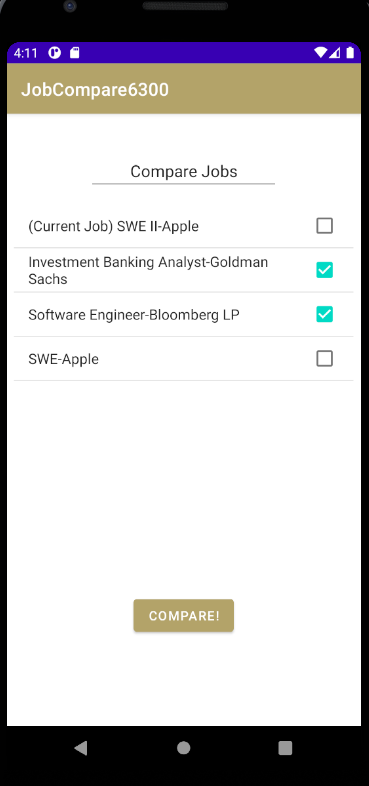 4:11
JobCompare6300
Compare Jobs
(Current Job) SWE II-Apple
Investment Banking Analyst-Goldman
Sachs
Software Engineer-Bloomberg LP
SWE-Apple
COMPARE!